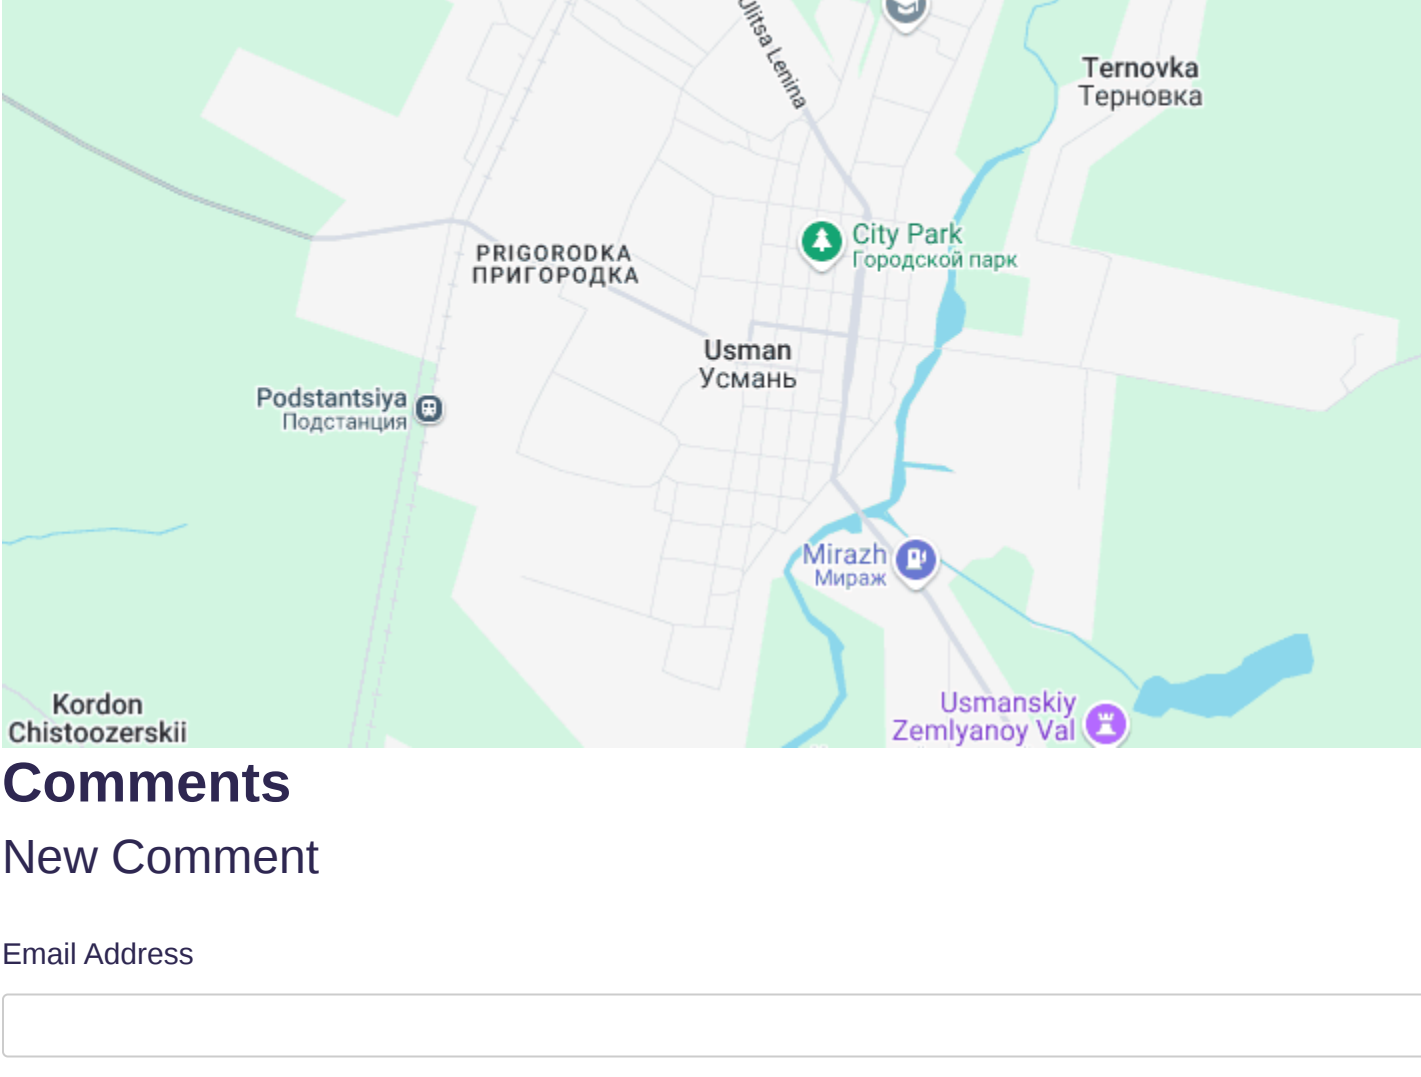 Ulitsa Lenina
Ternovka
Терновка
City Park
Городской парк
PRIGORODKA
ПРИГОРОДКА
Usman
Усмань
Podstantsiya
Подстанция
Mirazh
Мираж
Usmanskiy
Zemlyanoy Val
Kordon
Chistoozerskii
Comments
New Comment
Email Address